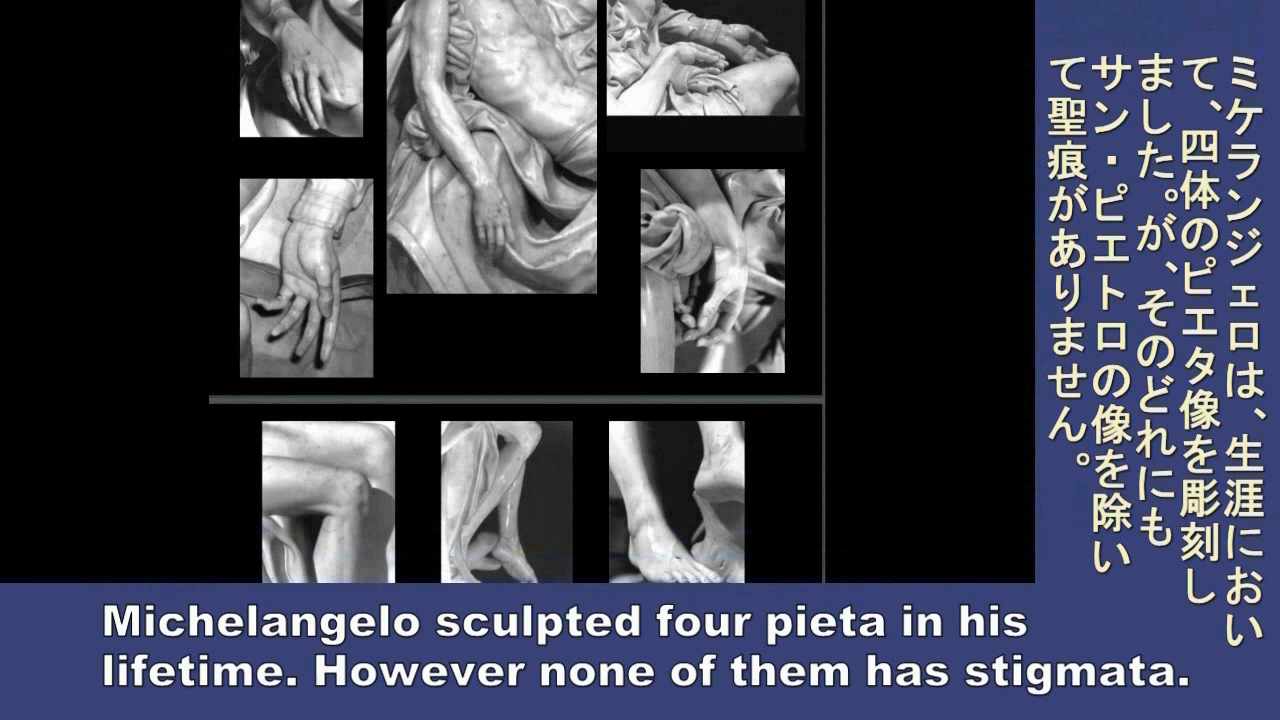 ミケランジェロは、生涯におい
て、四体のピエタ像を彫刻し
ました。が、そのどれにも
サン・ピエトロの像を除い
て聖痕がありません。
Michelangelo sculpted four pieta in his
lifetime. However none of them has stigmata.